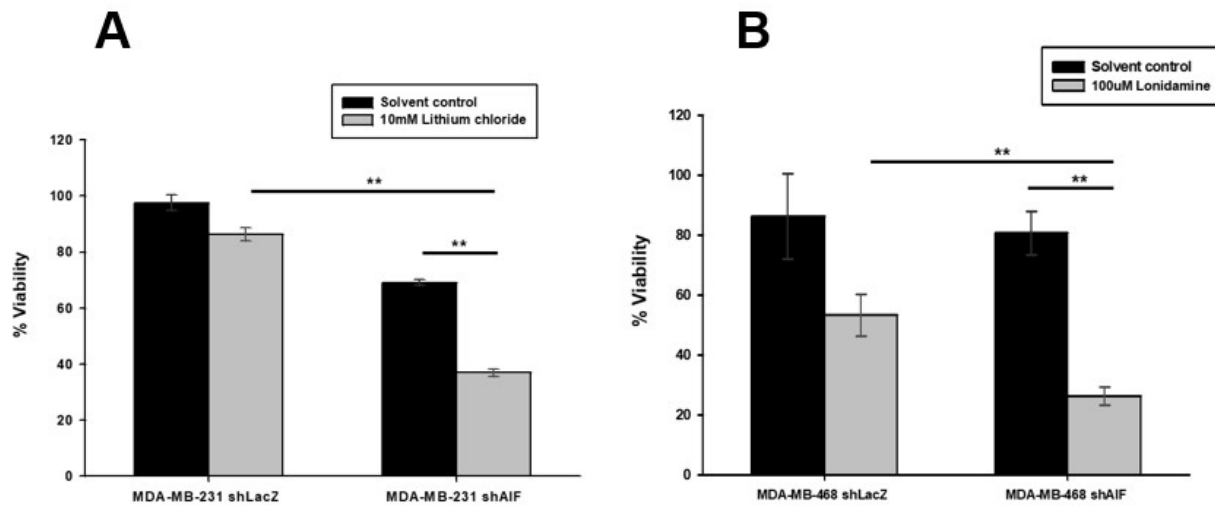 A
Solvent control
10mM Lithium chloride
120
100
80
60
40
20
0
% Viability
**
**
MDA-MB-231 shLacZ
MDA-MB-231 shAIF
B
Solvent control
100uM Lonidamine
120
100
80
60
40
20
0
% Viability
**
**
MDA-MB-468 shLacZ
MDA-MB-468 shAIF